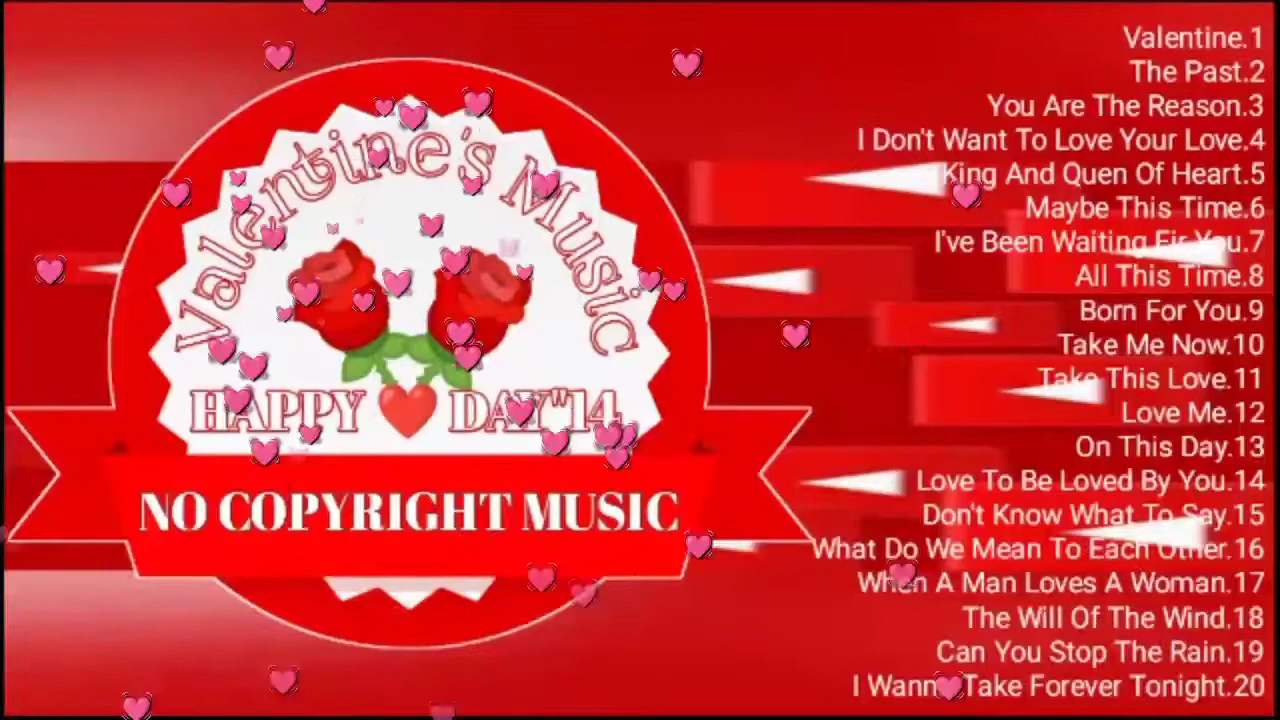 Valentine's Music
HAPPY ❤️ DAY"14
NO COPYRIGHT MUSIC
Valentine.1
The Past.2
You Are The Reason.3
I Don't Want To Love Your Love.4
King And Quen Of Heart.5
Maybe This Time.6
I've Been Waiting Fir You.7
All This Time.8
Born For You.9
Take Me Now.10
Take This Love.11
Love Me.12
On This Day.13
Love To Be Loved By You.14
Don't Know What To Say.15
What Do We Mean To Each Other.16
When A Man Loves A Woman.17
The Will Of The Wind.18
Can You Stop The Rain.19
I Wanna Take Forever Tonight.20